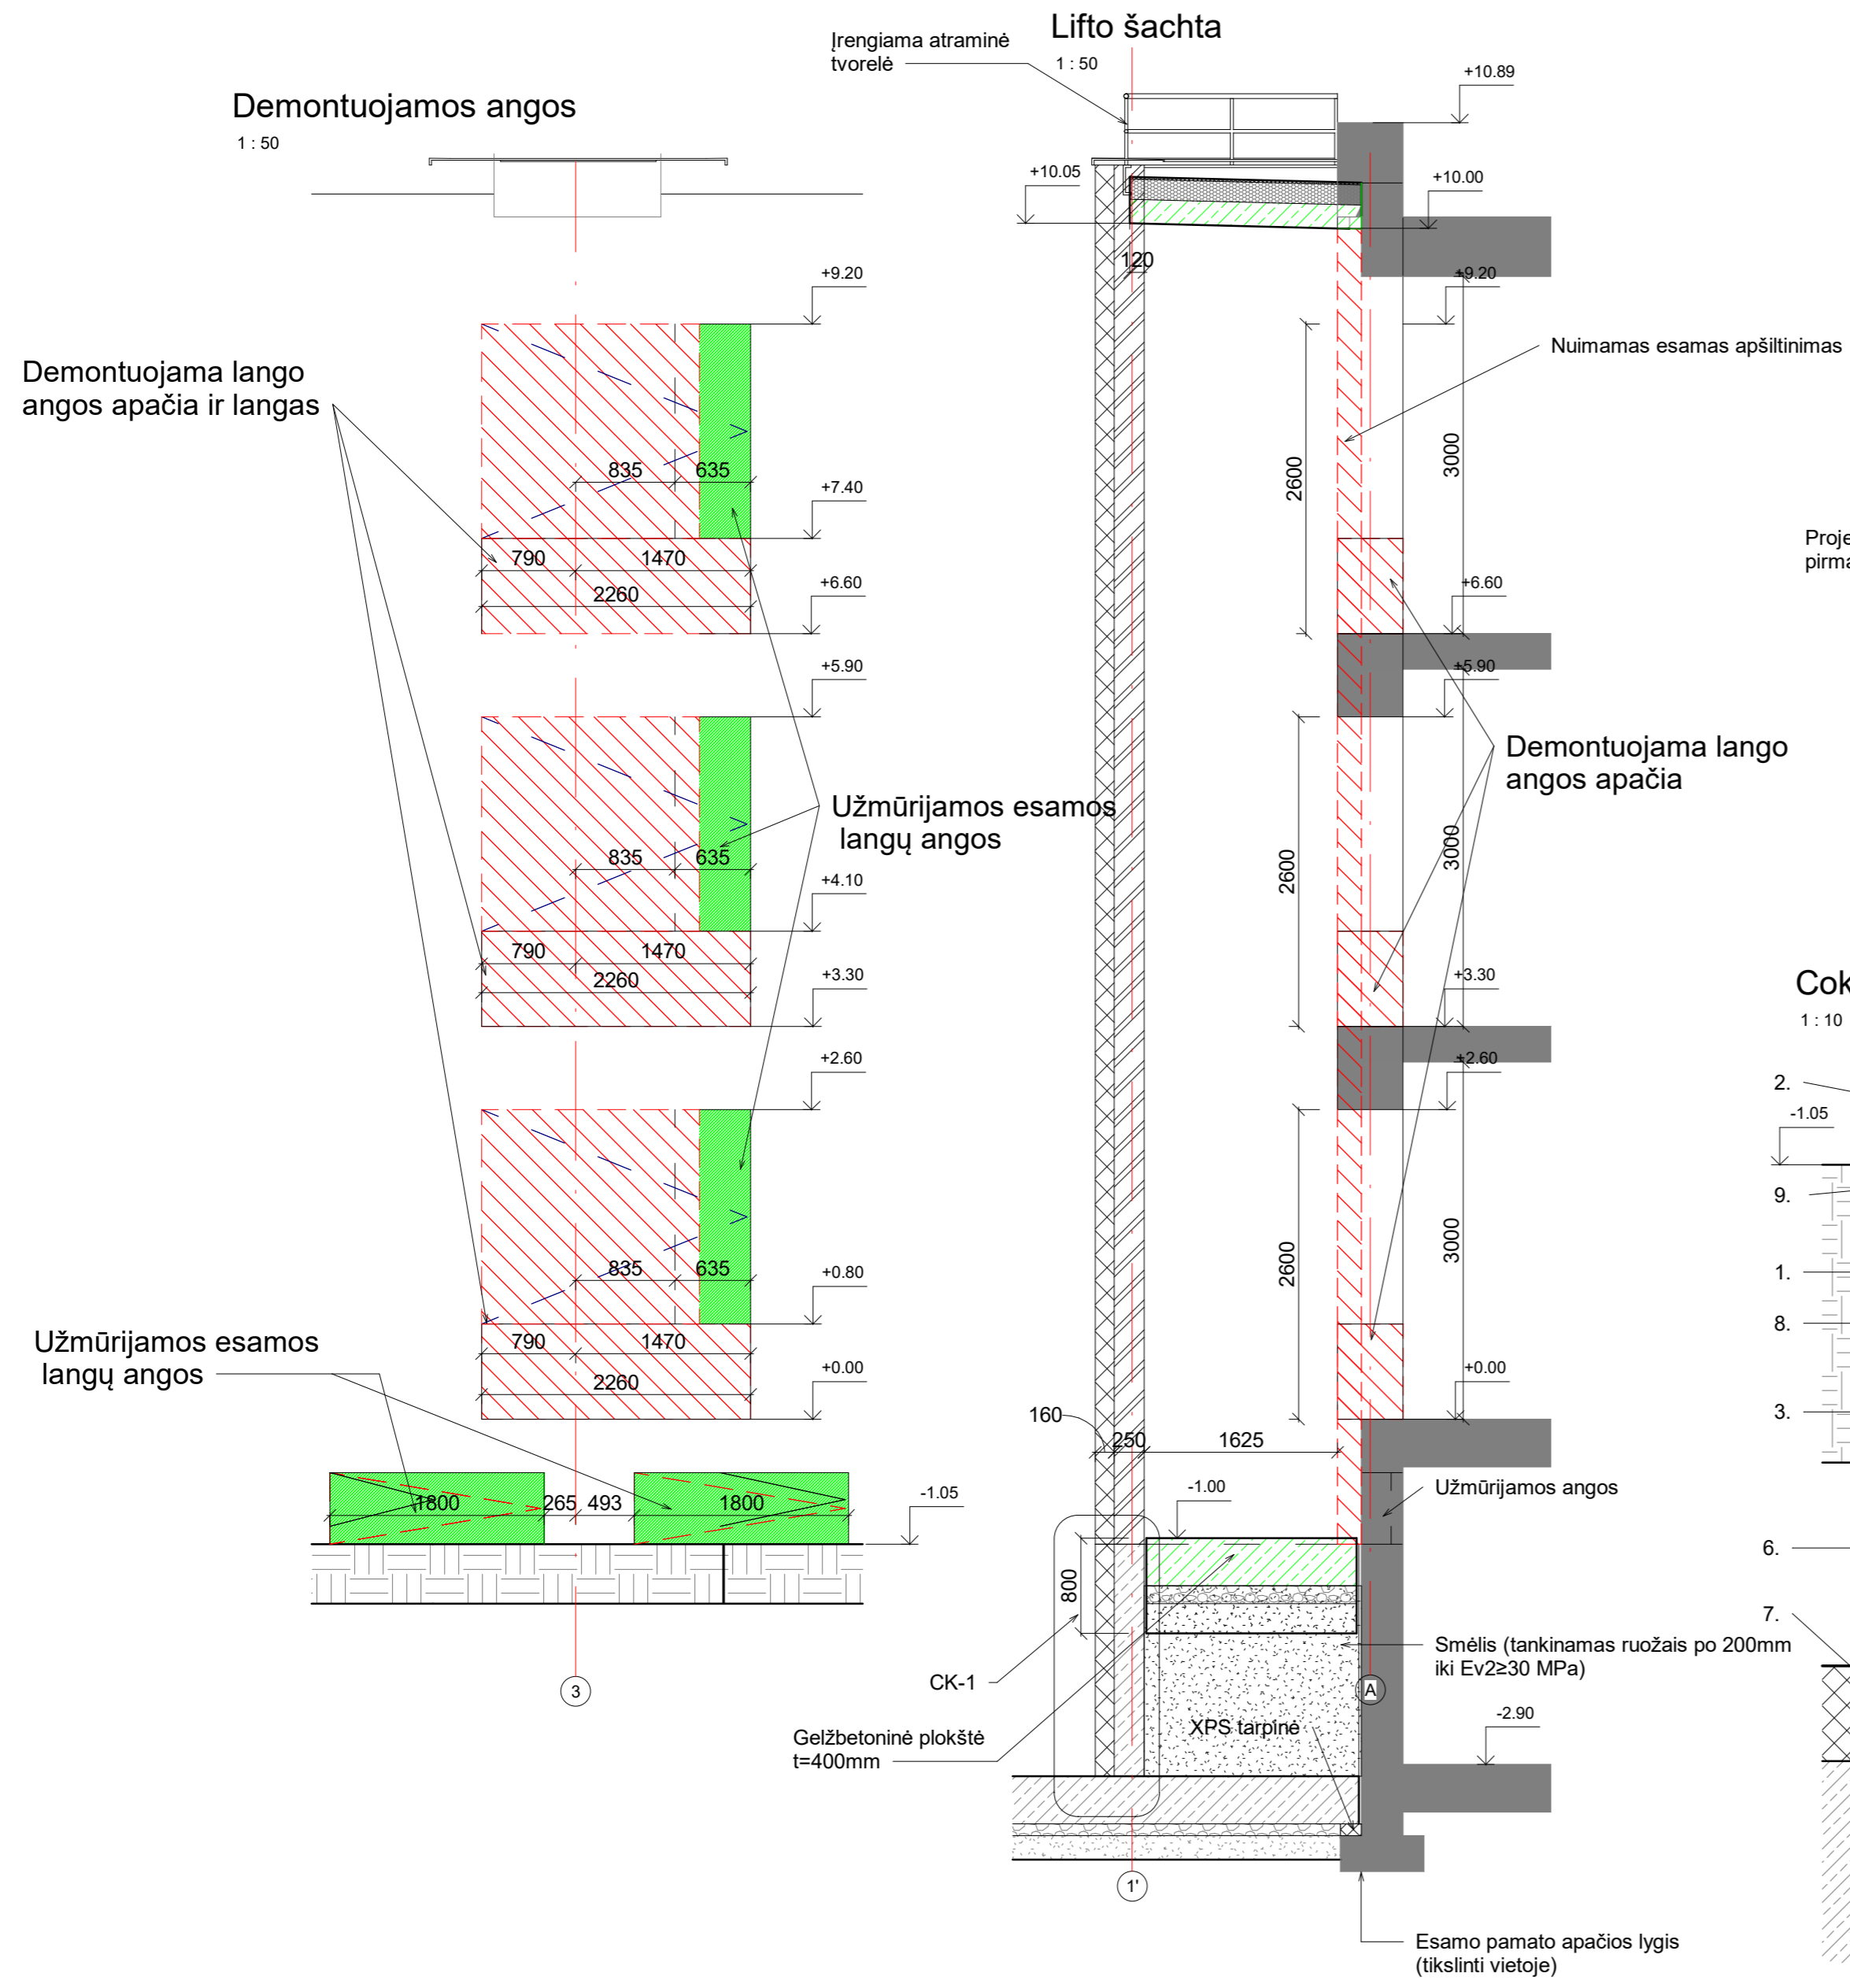 Lifto šachta
1 : 50
Įrengiama atraminė
tvorelė
Demontuojamos angos
1 : 50
+10.89
+10.05
+10.00
120
+9.20
+9.20
Nuimamas esamas apšiltinimas
Demontuojama lango
angos apačia ir langas
835
635
2600
3000
+7.40
790
1470
2260
+6.60
+6.60
Proje
pirma
+5.90
+5.90
Demontuojama lango
angos apačia
Užmūrijamos esamos
langų angos
835
635
2600
3000
+4.10
790
1470
2260
+3.30
+3.30
Cok
1 : 10
+2.60
+2.60
2.
-1.05
9.
835
635
2600
3000
+0.80
1.
8.
Užmūrijamos esamos
langų angos
790
1470
2260
+0.00
+0.00
3.
160
250
1625
1800
265
493
1800
-1.05
-1.00
Užmūrijamos angos
6.
800
7.
Smėlis (tankinamas ruožais po 200mm
iki Ev2≥30 MPa)
CK-1
3
A
Gelžbetoninė plokštė
t=400mm
XPS tarpinė
-2.90
1'
Esamo pamato apačios lygis
(tikslinti vietoje)